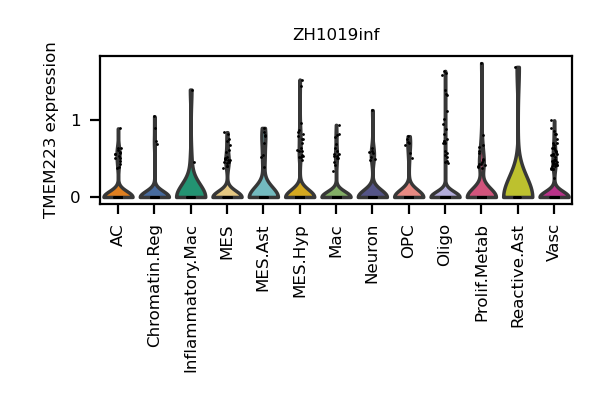 ZH1019inf
TMEM223 expression
1
0
AC
Chromatin.Reg
Inflammatory.Mac
MES
MES.Ast
MES.Hyp
Mac
Neuron
OPC
Oligo
Prolif.Metab
Reactive.Ast
Vasc